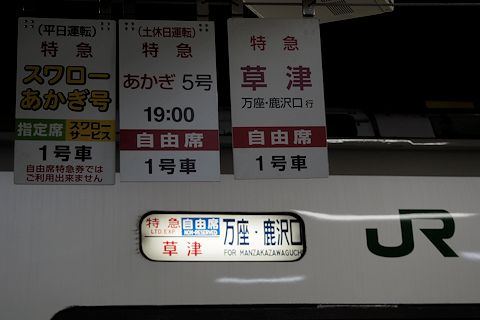 (平日運転)
特急
スワロー
あかぎ号
指定席 スワローサービス
1号車
自由席特急券では
ご利用出来ません
(土休日運転)
特急
あかぎ 5号
19:00
自由席
1号車
特急
草津
万座・鹿沢口 行
自由席
1号車
特急 自由席 万座・鹿沢口
LTD.EXP. NON-RESERVED
草津 FOR MANZAKAZAWAGUCHI
JR